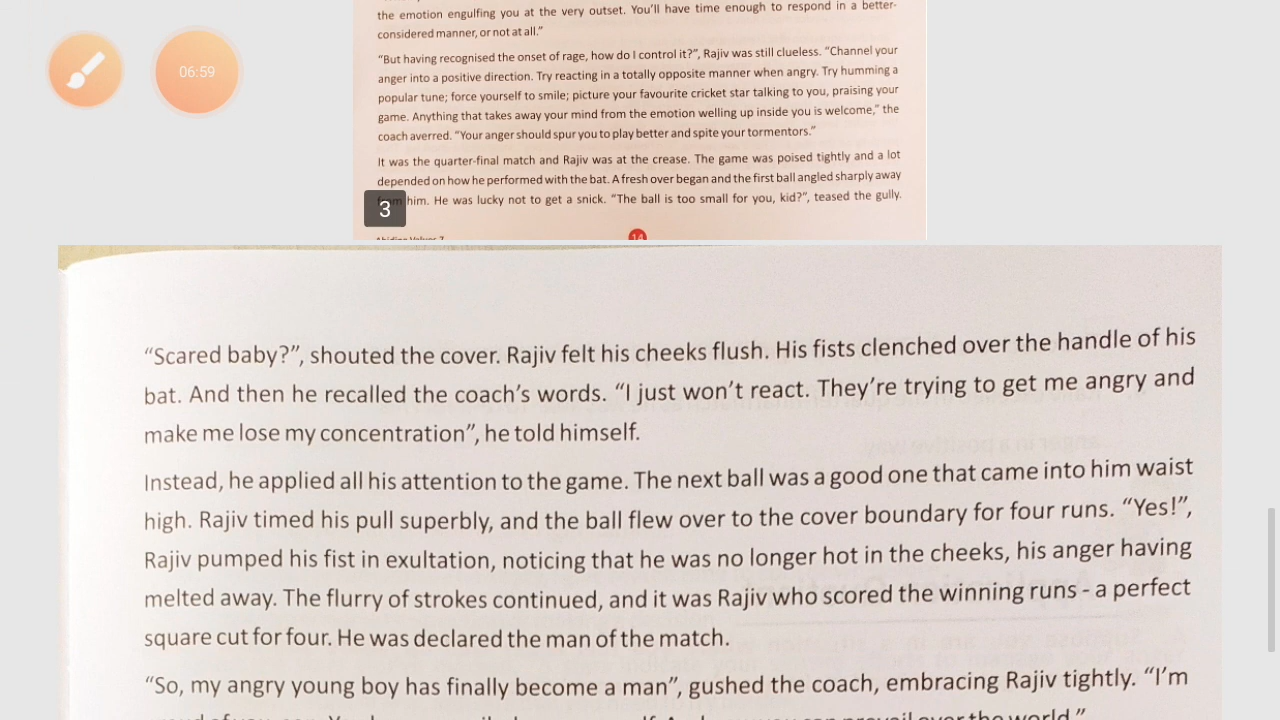 the emotion engulfing you at the very outset. You'll have time enough to respond in a better-
considered manner, or not at all."
06:59
"But having recognised the onset of rage, how do I control it?", Rajiv was still clueless. "Channel your
anger into a positive direction. Try reacting in a totally opposite manner when angry. Try humming a
popular tune; force yourself to smile; picture your favourite cricket star talking to you, praising your
game. Anything that takes away your mind from the emotion welling up inside you is welcome," the
coach averred. "Your anger should spur you to play better and spite your tormentors."
It was the quarter-final match and Rajiv was at the crease. The game was poised tightly and a lot
depended on how he performed with the bat. A fresh over began and the first ball angled sharply away
him. He was lucky not to get a snick. "The ball is too small for you, kid?", teased the gully.
3
14
"Scared baby?", shouted the cover. Rajiv felt his cheeks flush. His fists clenched over the handle of his
bat. And then he recalled the coach's words. "I just won't react. They're trying to get me angry and
make me lose my concentration", he told himself.
Instead, he applied all his attention to the game. The next ball was a good one that came into him waist
high. Rajiv timed his pull superbly, and the ball flew over to the cover boundary for four runs. "Yes!",
Rajiv pumped his fist in exultation, noticing that he was no longer hot in the cheeks, his anger having
melted away. The flurry of strokes continued, and it was Rajiv who scored the winning runs - a perfect
square cut for four. He was declared the man of the match.
"So, my angry young boy has finally become a man", gushed the coach, embracing Rajiv tightly. "I'm